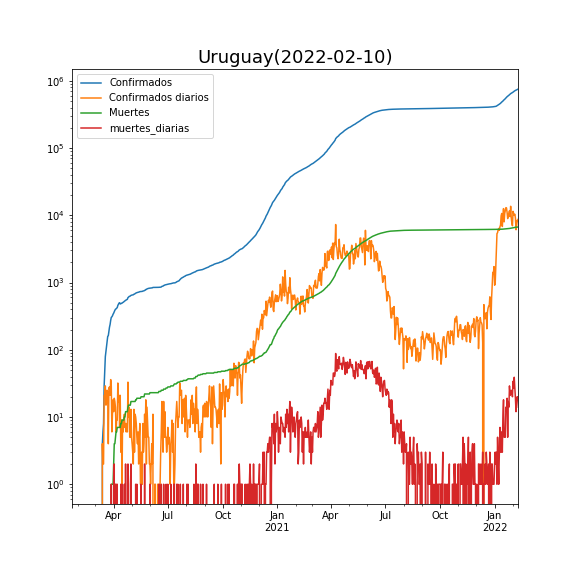 Uruguay(2022-02-10)
Confirmados
Confirmados diarios
Muertes
muertes_diarias
10^6
10^5
10^4
10^3
10^2
10^1
10^0
Apr Jul Oct Jan Apr Jul Oct Jan
2021 2022